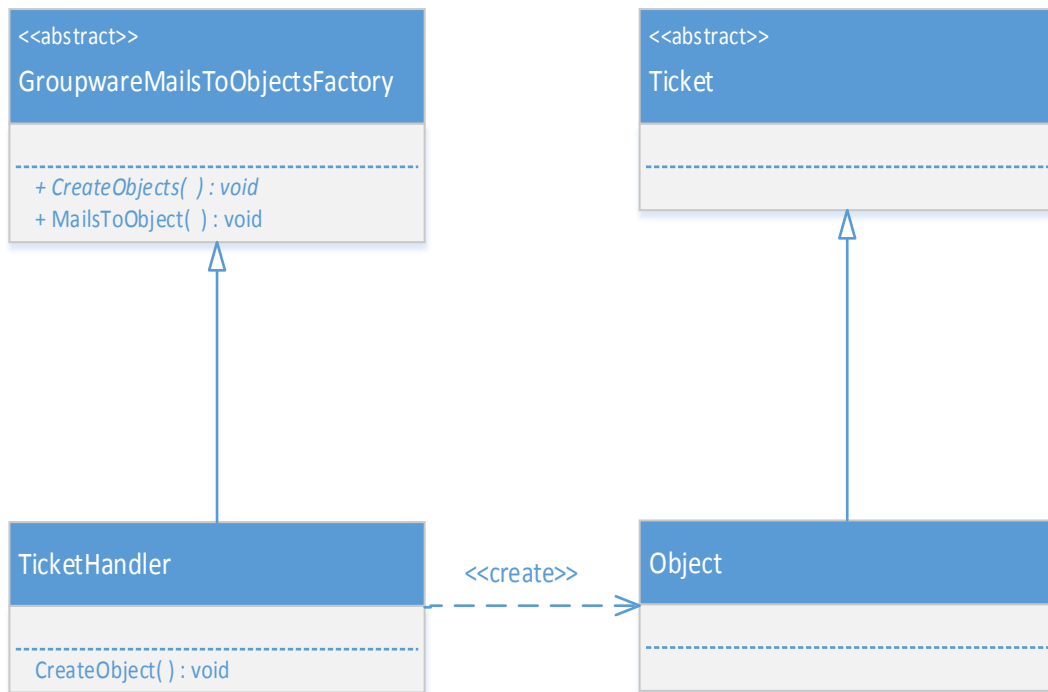 <<abstract>>
GroupwareMailsToObjectsFactory
+ CreateObjects( ) : void
+ MailsToObject( ) : void
<<abstract>>
Ticket
TicketHandler
CreateObject( ) : void
<<create>>
Object